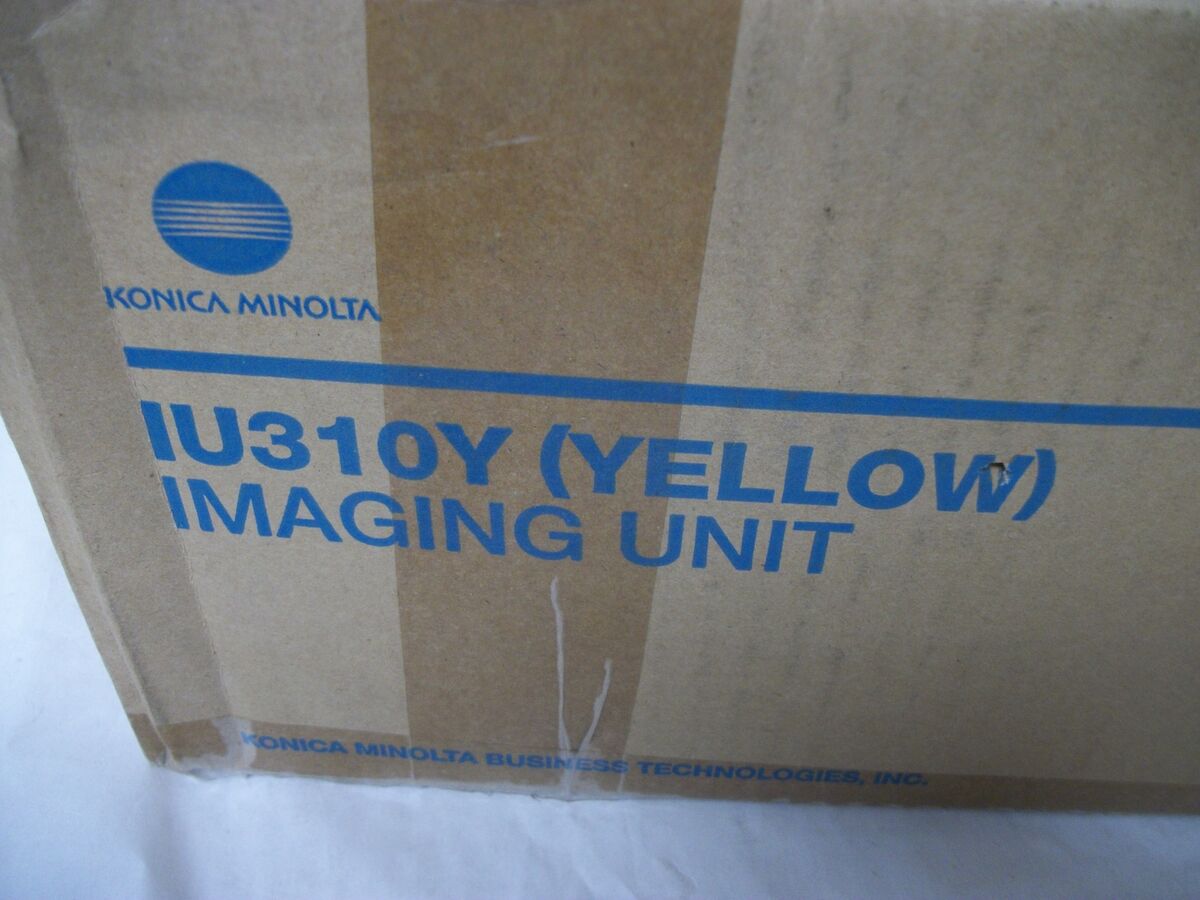 KONICA MINOLTA
IU310Y (YELLOW)
IMAGING UNIT
KONICA MINOLTA BUSINESS TECHNOLOGIES, INC.